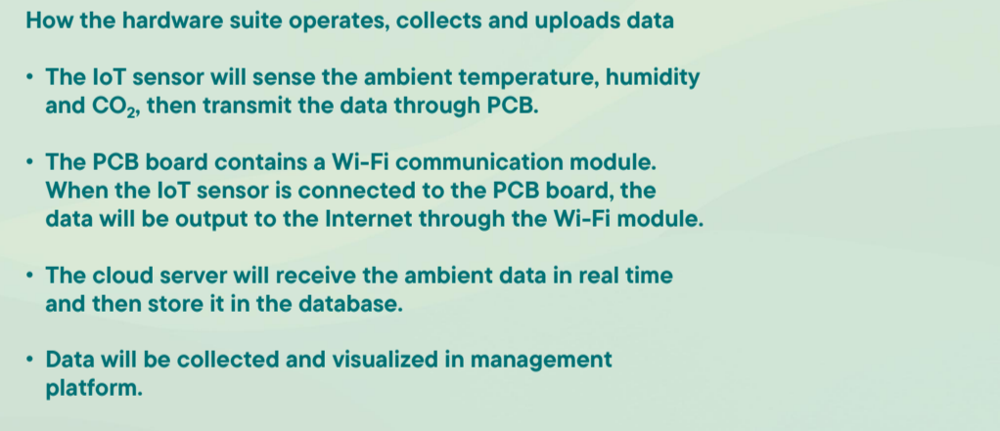 How the hardware suite operates, collects and uploads data
• The IoT sensor will sense the ambient temperature, humidity
and CO₂, then transmit the data through PCB.
• The PCB board contains a Wi-Fi communication module.
When the IoT sensor is connected to the PCB board, the
data will be output to the Internet through the Wi-Fi module.
• The cloud server will receive the ambient data in real time
and then store it in the database.
• Data will be collected and visualized in management
platform.